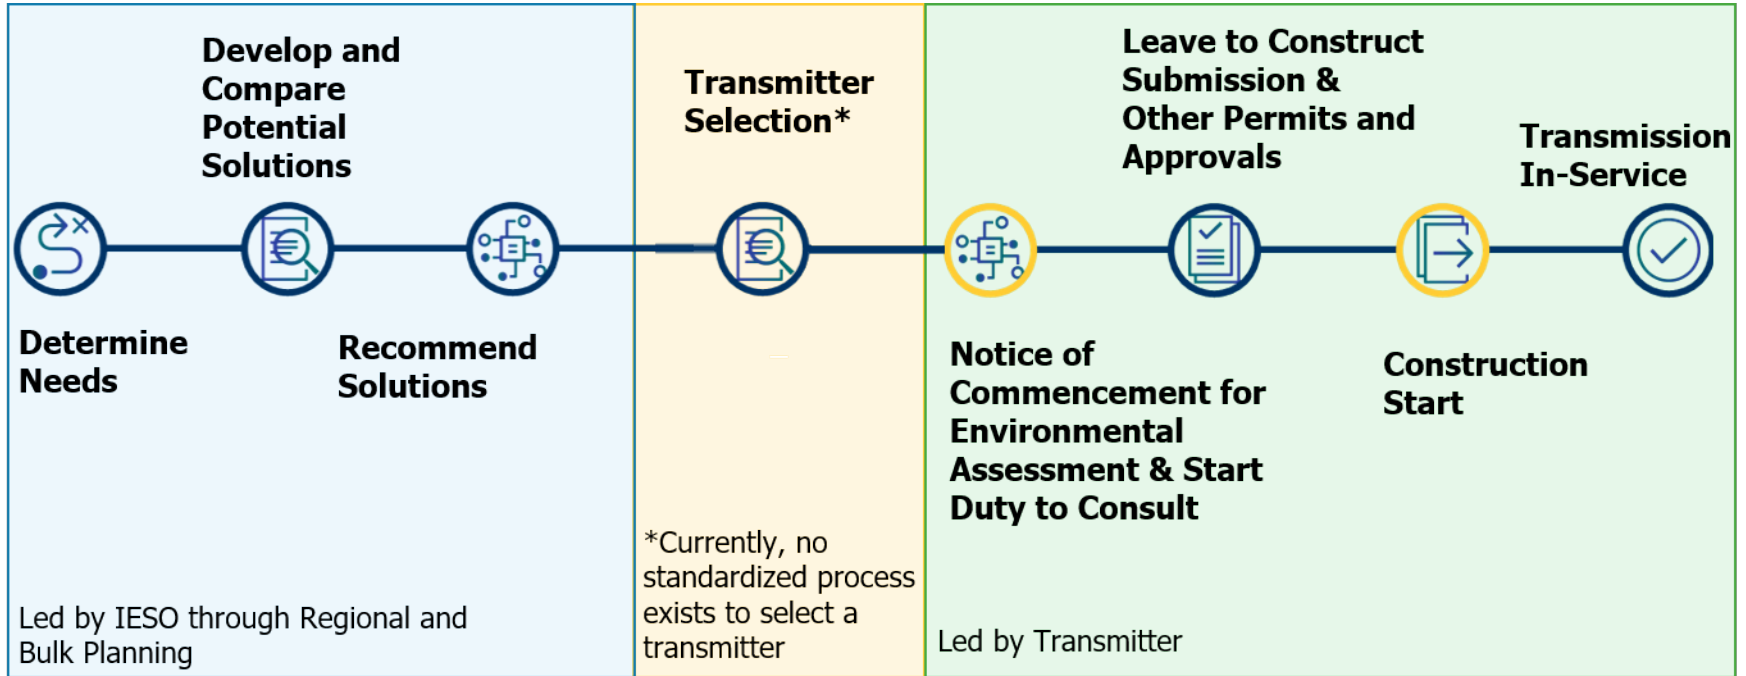 Develop and
Compare
Potential
Solutions
Determine
Needs
Recommend
Solutions
Led by IESO through Regional and
Bulk Planning
Transmitter
Selection*
*Currently, no
standardized process
exists to select a
transmitter
Leave to Construct
Submission &
Other Permits and
Approvals
Transmission
In-Service
Notice of
Commencement for
Environmental
Assessment & Start
Duty to Consult
Construction
Start
Led by Transmitter